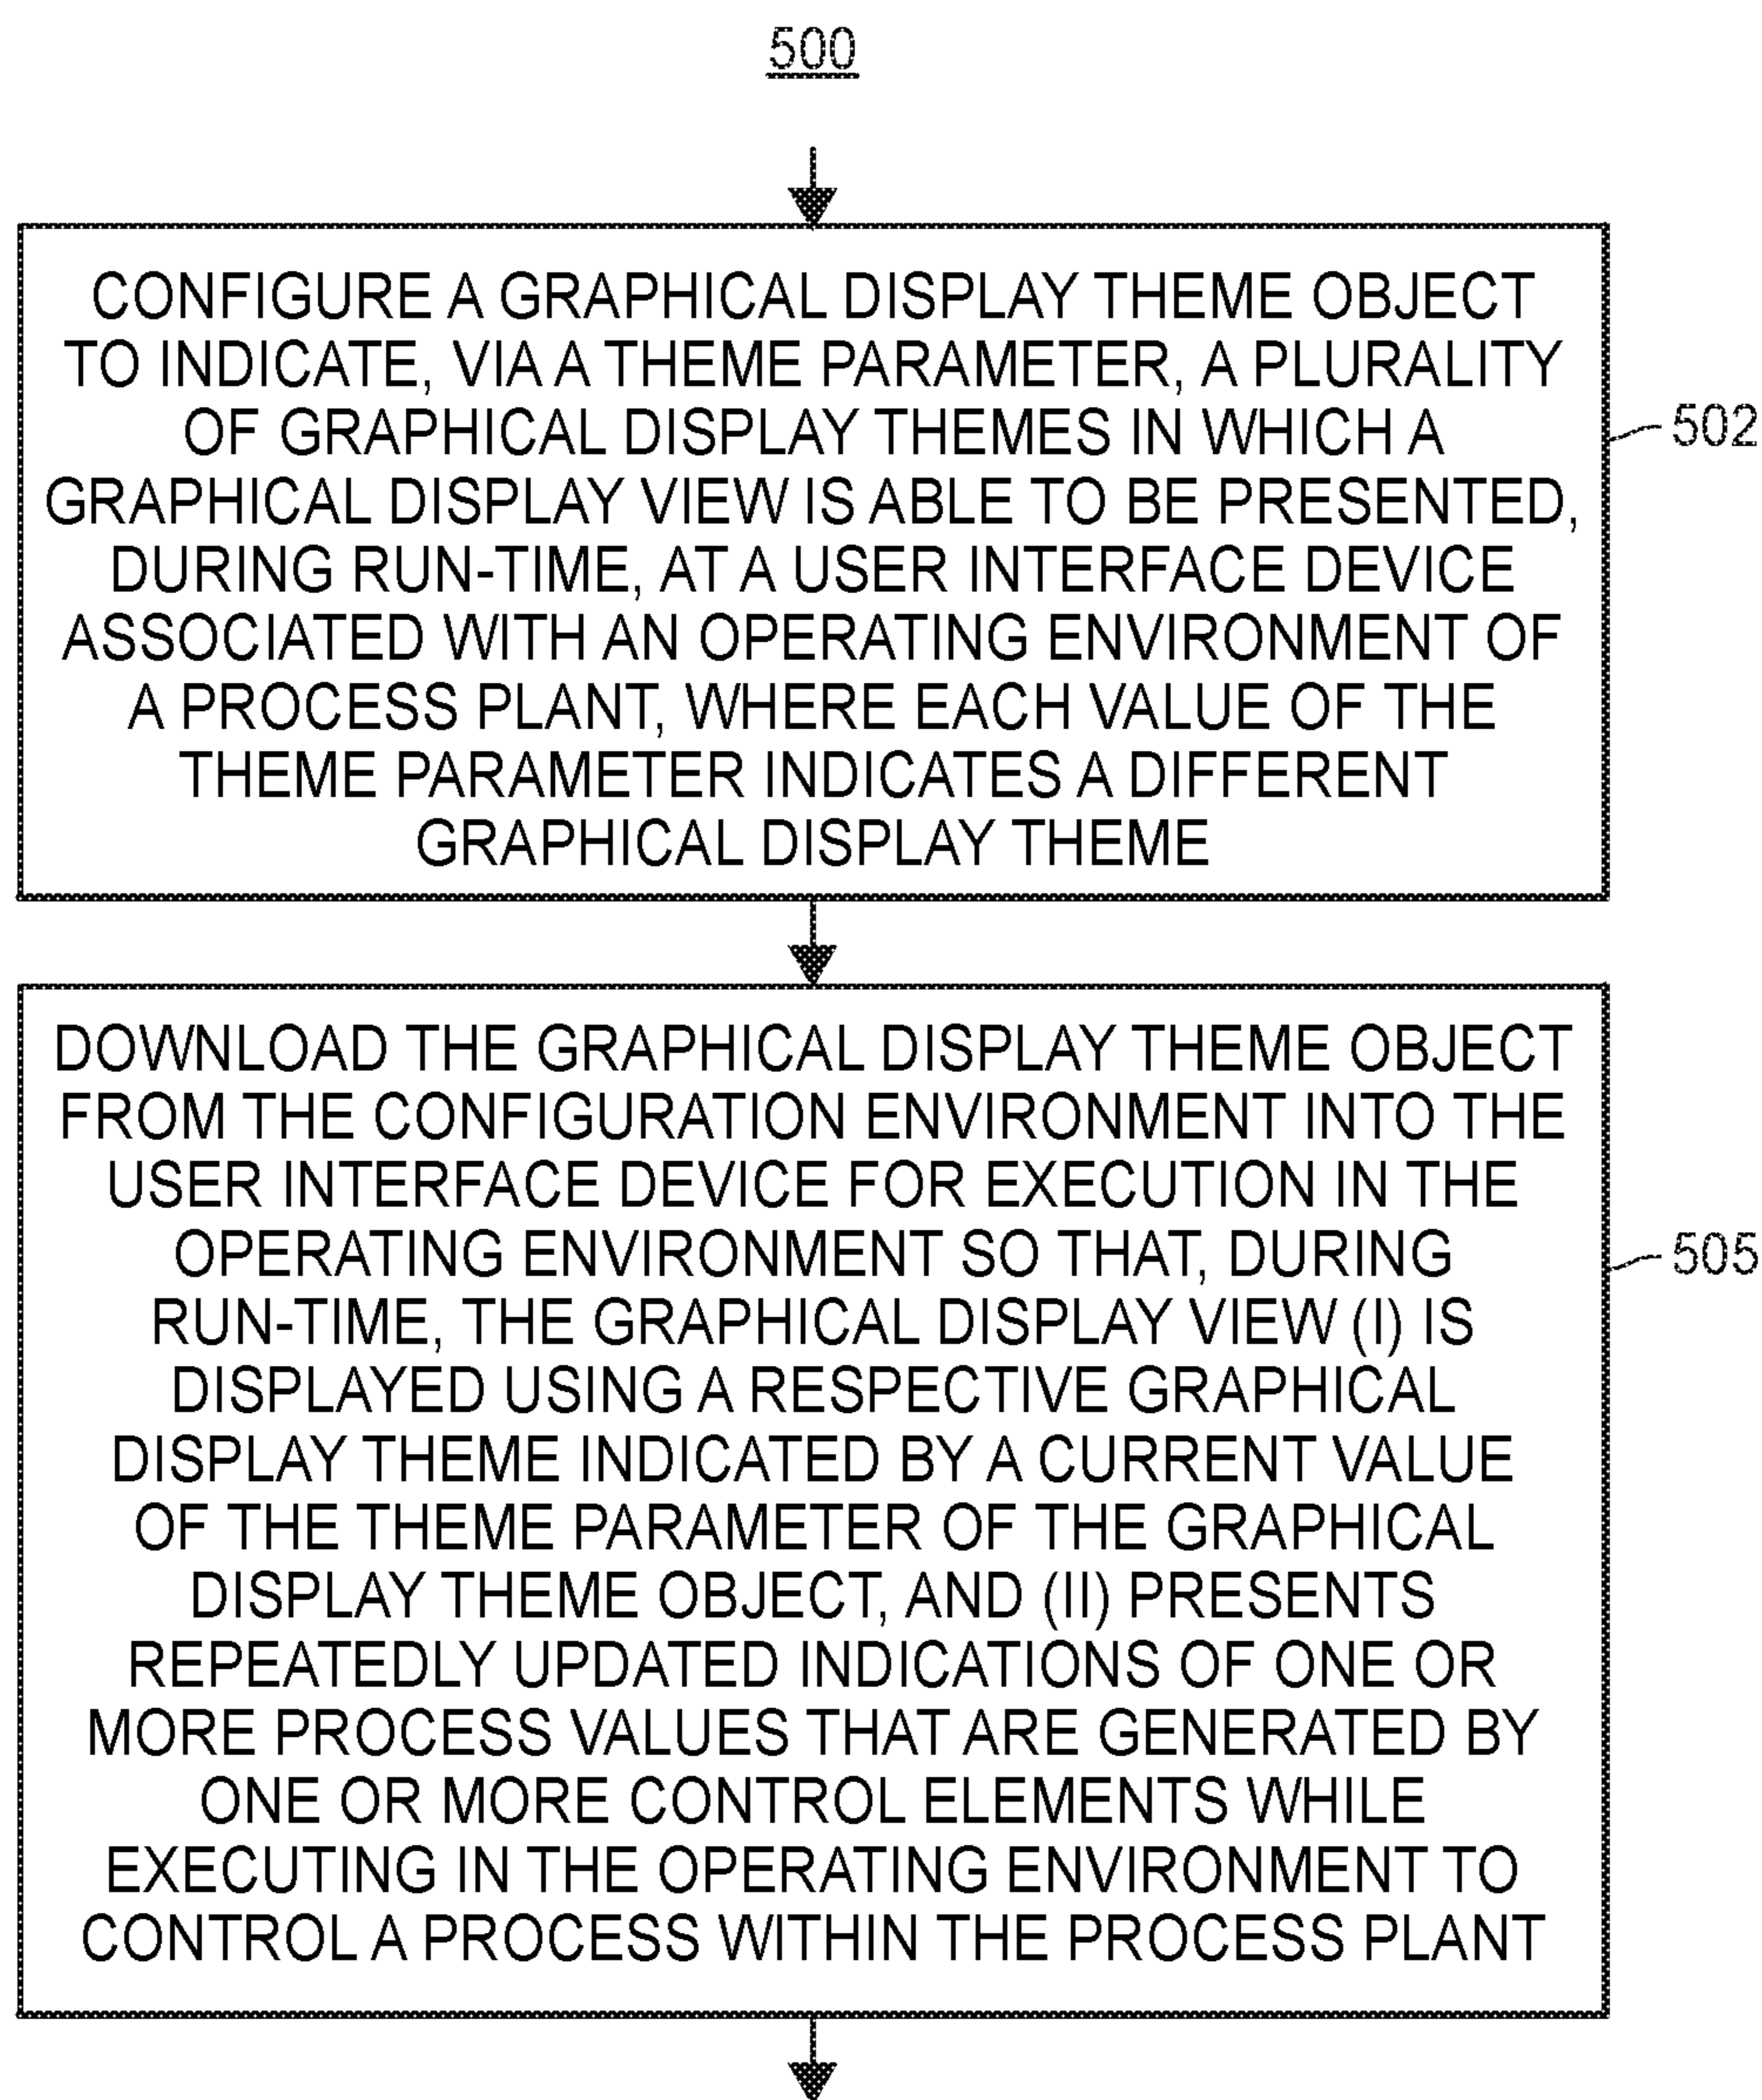 500
CONFIGURE A GRAPHICAL DISPLAY THEME OBJECT
TO INDICATE, VIA A THEME PARAMETER, A PLURALITY
OF GRAPHICAL DISPLAY THEMES IN WHICH A
GRAPHICAL DISPLAY VIEW IS ABLE TO BE PRESENTED,
DURING RUN-TIME, AT A USER INTERFACE DEVICE
ASSOCIATED WITH AN OPERATING ENVIRONMENT OF
A PROCESS PLANT, WHERE EACH VALUE OF THE
THEME PARAMETER INDICATES A DIFFERENT
GRAPHICAL DISPLAY THEME
502
DOWNLOAD THE GRAPHICAL DISPLAY THEME OBJECT
FROM THE CONFIGURATION ENVIRONMENT INTO THE
USER INTERFACE DEVICE FOR EXECUTION IN THE
OPERATING ENVIRONMENT SO THAT, DURING
RUN-TIME, THE GRAPHICAL DISPLAY VIEW (I) IS
DISPLAYED USING A RESPECTIVE GRAPHICAL
DISPLAY THEME INDICATED BY A CURRENT VALUE
OF THE THEME PARAMETER OF THE GRAPHICAL
DISPLAY THEME OBJECT, AND (II) PRESENTS
REPEATEDLY UPDATED INDICATIONS OF ONE OR
MORE PROCESS VALUES THAT ARE GENERATED BY
ONE OR MORE CONTROL ELEMENTS WHILE
EXECUTING IN THE OPERATING ENVIRONMENT TO
CONTROL A PROCESS WITHIN THE PROCESS PLANT
505